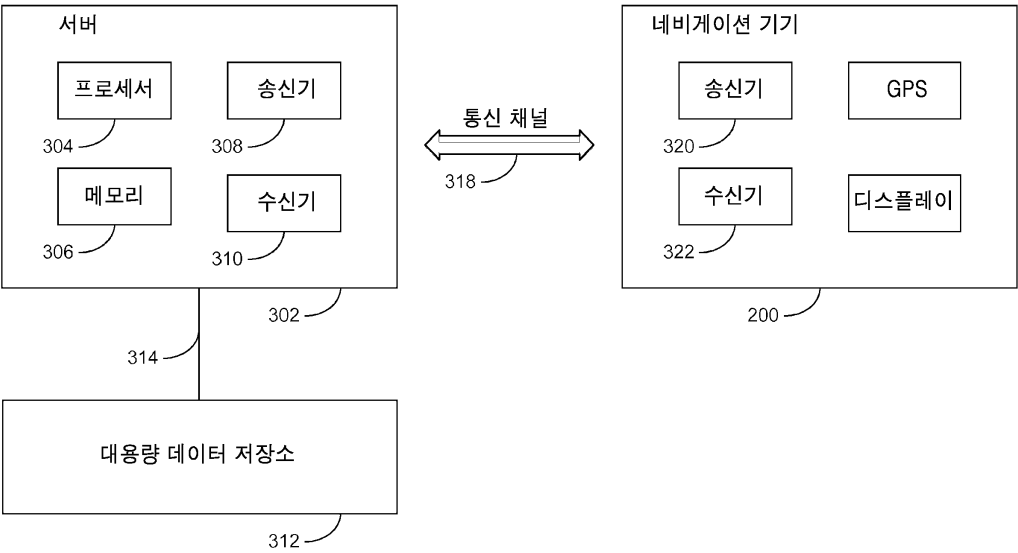 서버
네비게이션 기기
프로세서
송신기
304
308
메모리
수신기
306
310
302
통신 채널
318
송신기
GPS
320
수신기
디스플레이
322
200
314
대용량 데이터 저장소
312